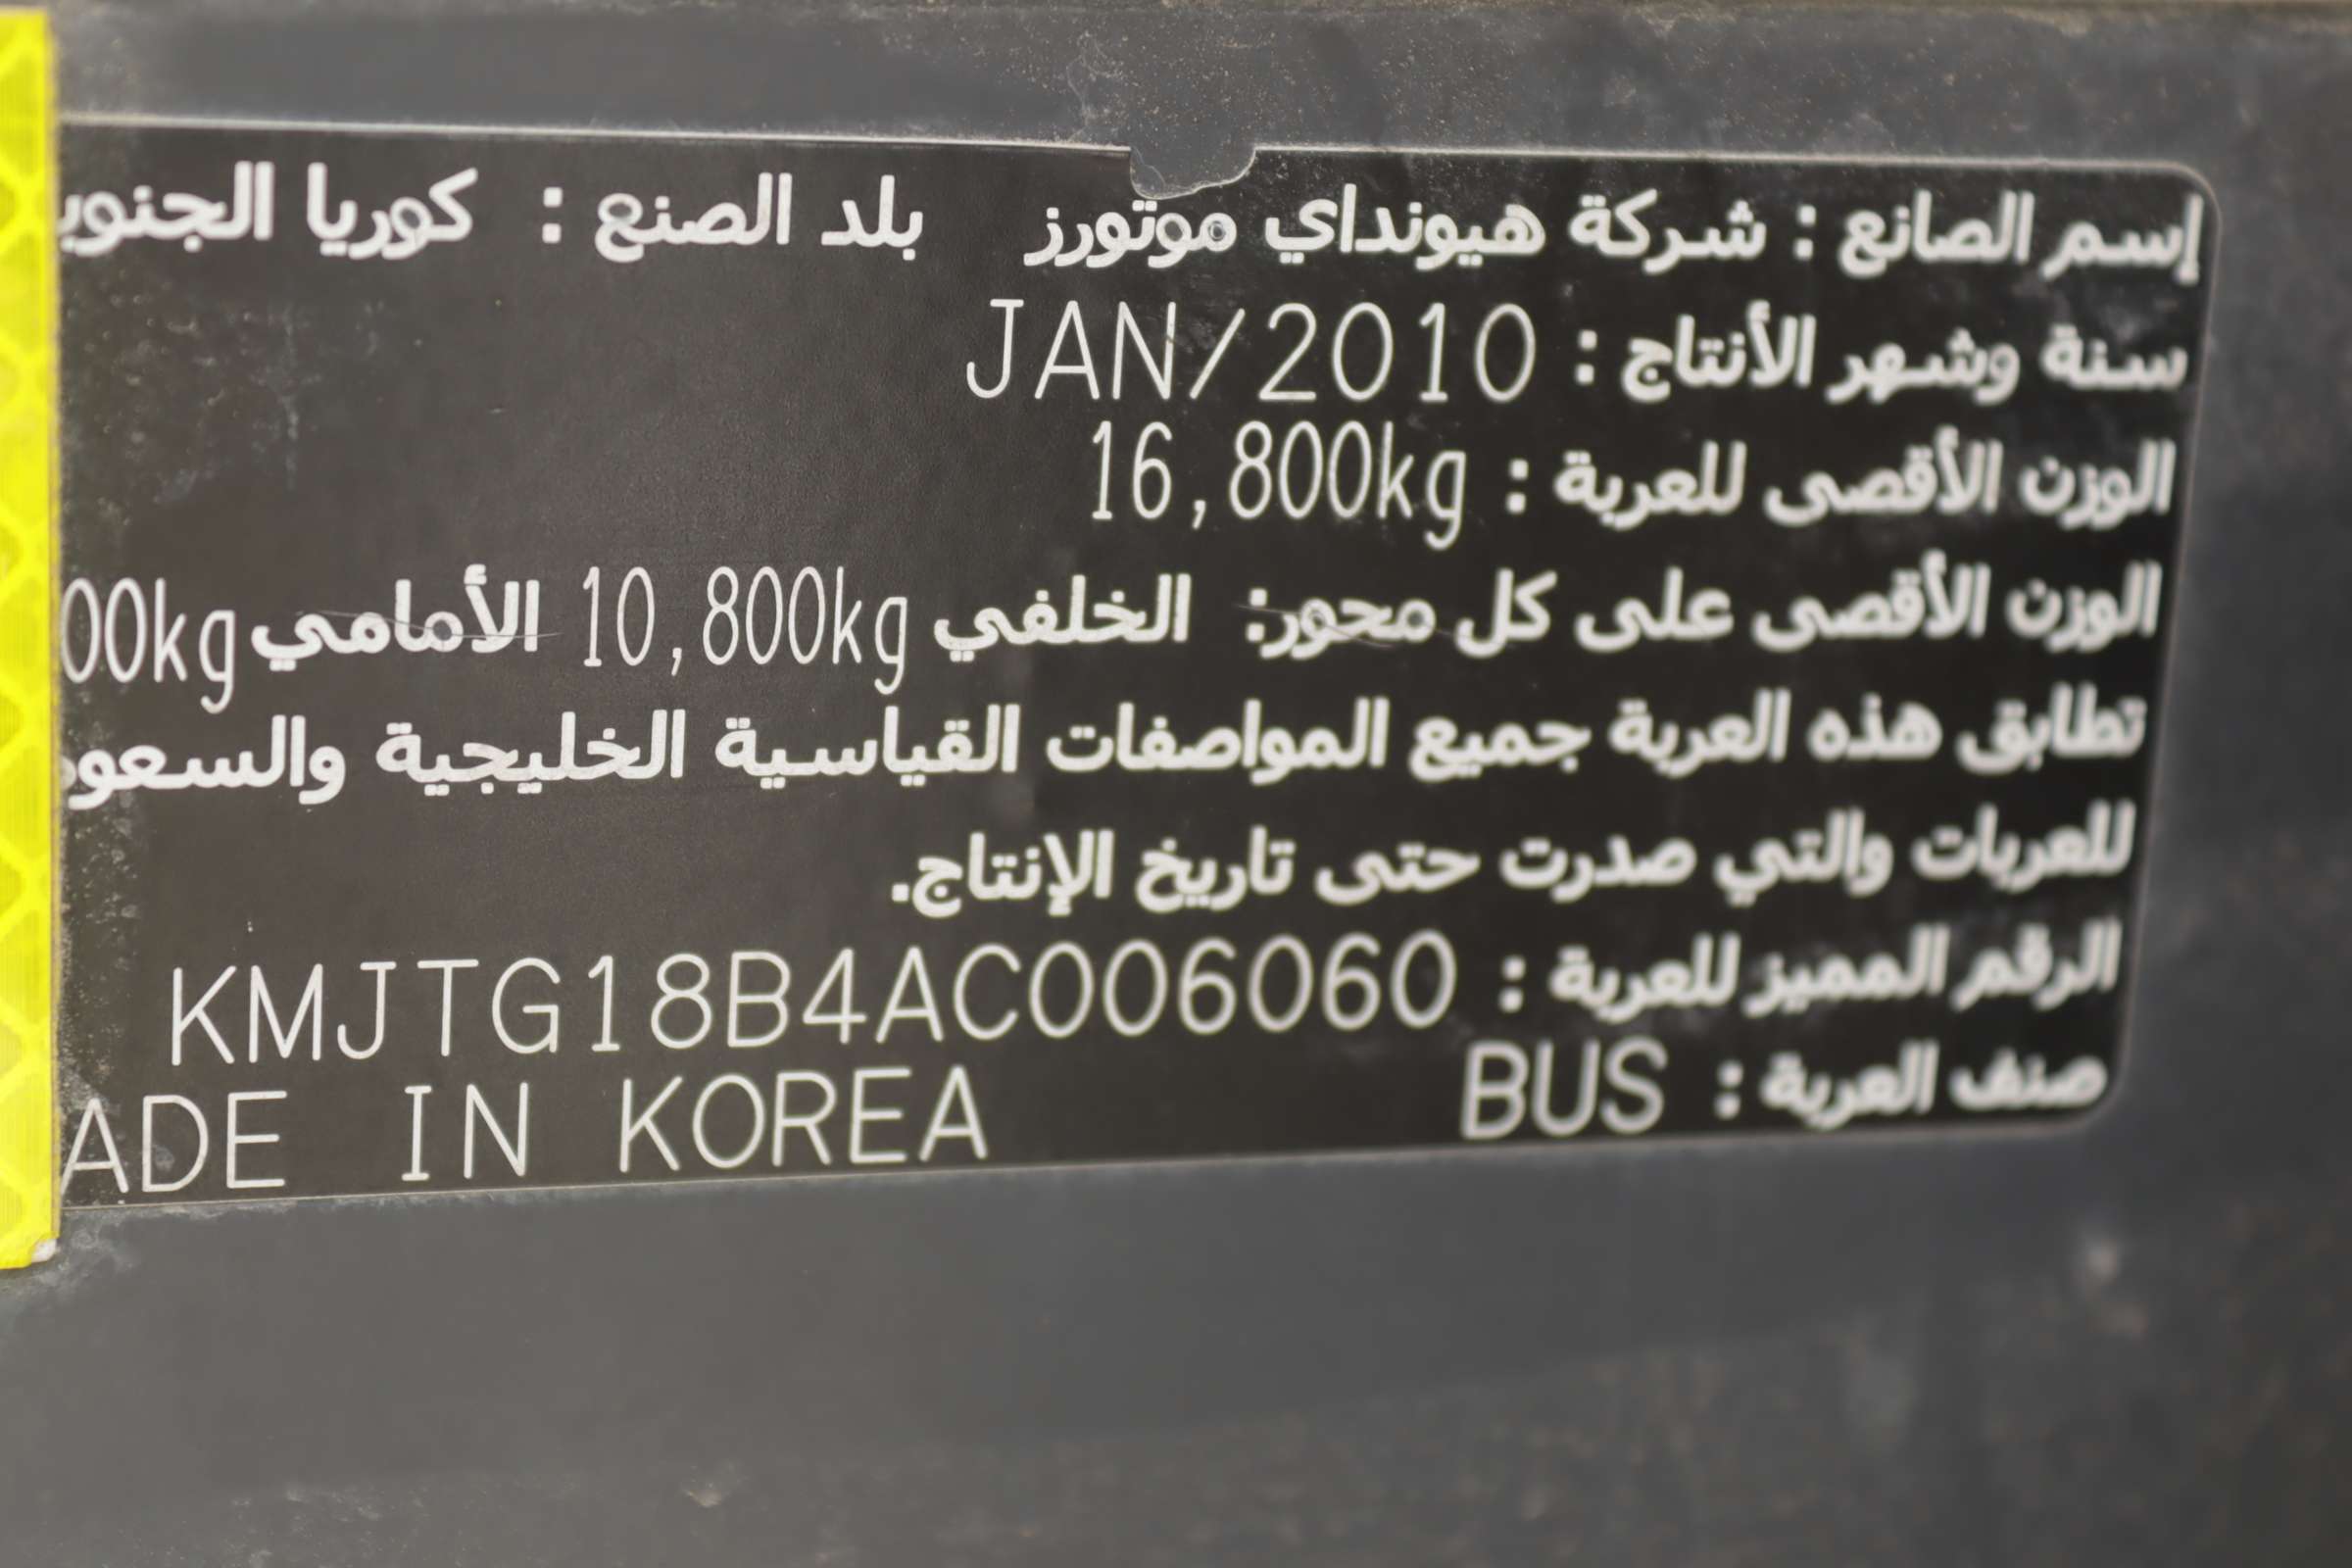 إسم الصانع : شركة هيونداي موتورز بلد الصنع : كوريا
سنة وشهر الأنتاج : JAN/2010
الوزن الأقصى للعربة : 16,800kg
الوزن الأقصى على كل محور: الخلفي 10,800kg الأمامي 00kg
تطابق هذه العربة جميع المواصفات القياسية الخليجية
للعربات والتي صدرت حتى تاريخ الإنتاج.
الرقم المميز للعربة : KMJTG18B4AC006060
صنف العربة : BUS ADE IN KOREA